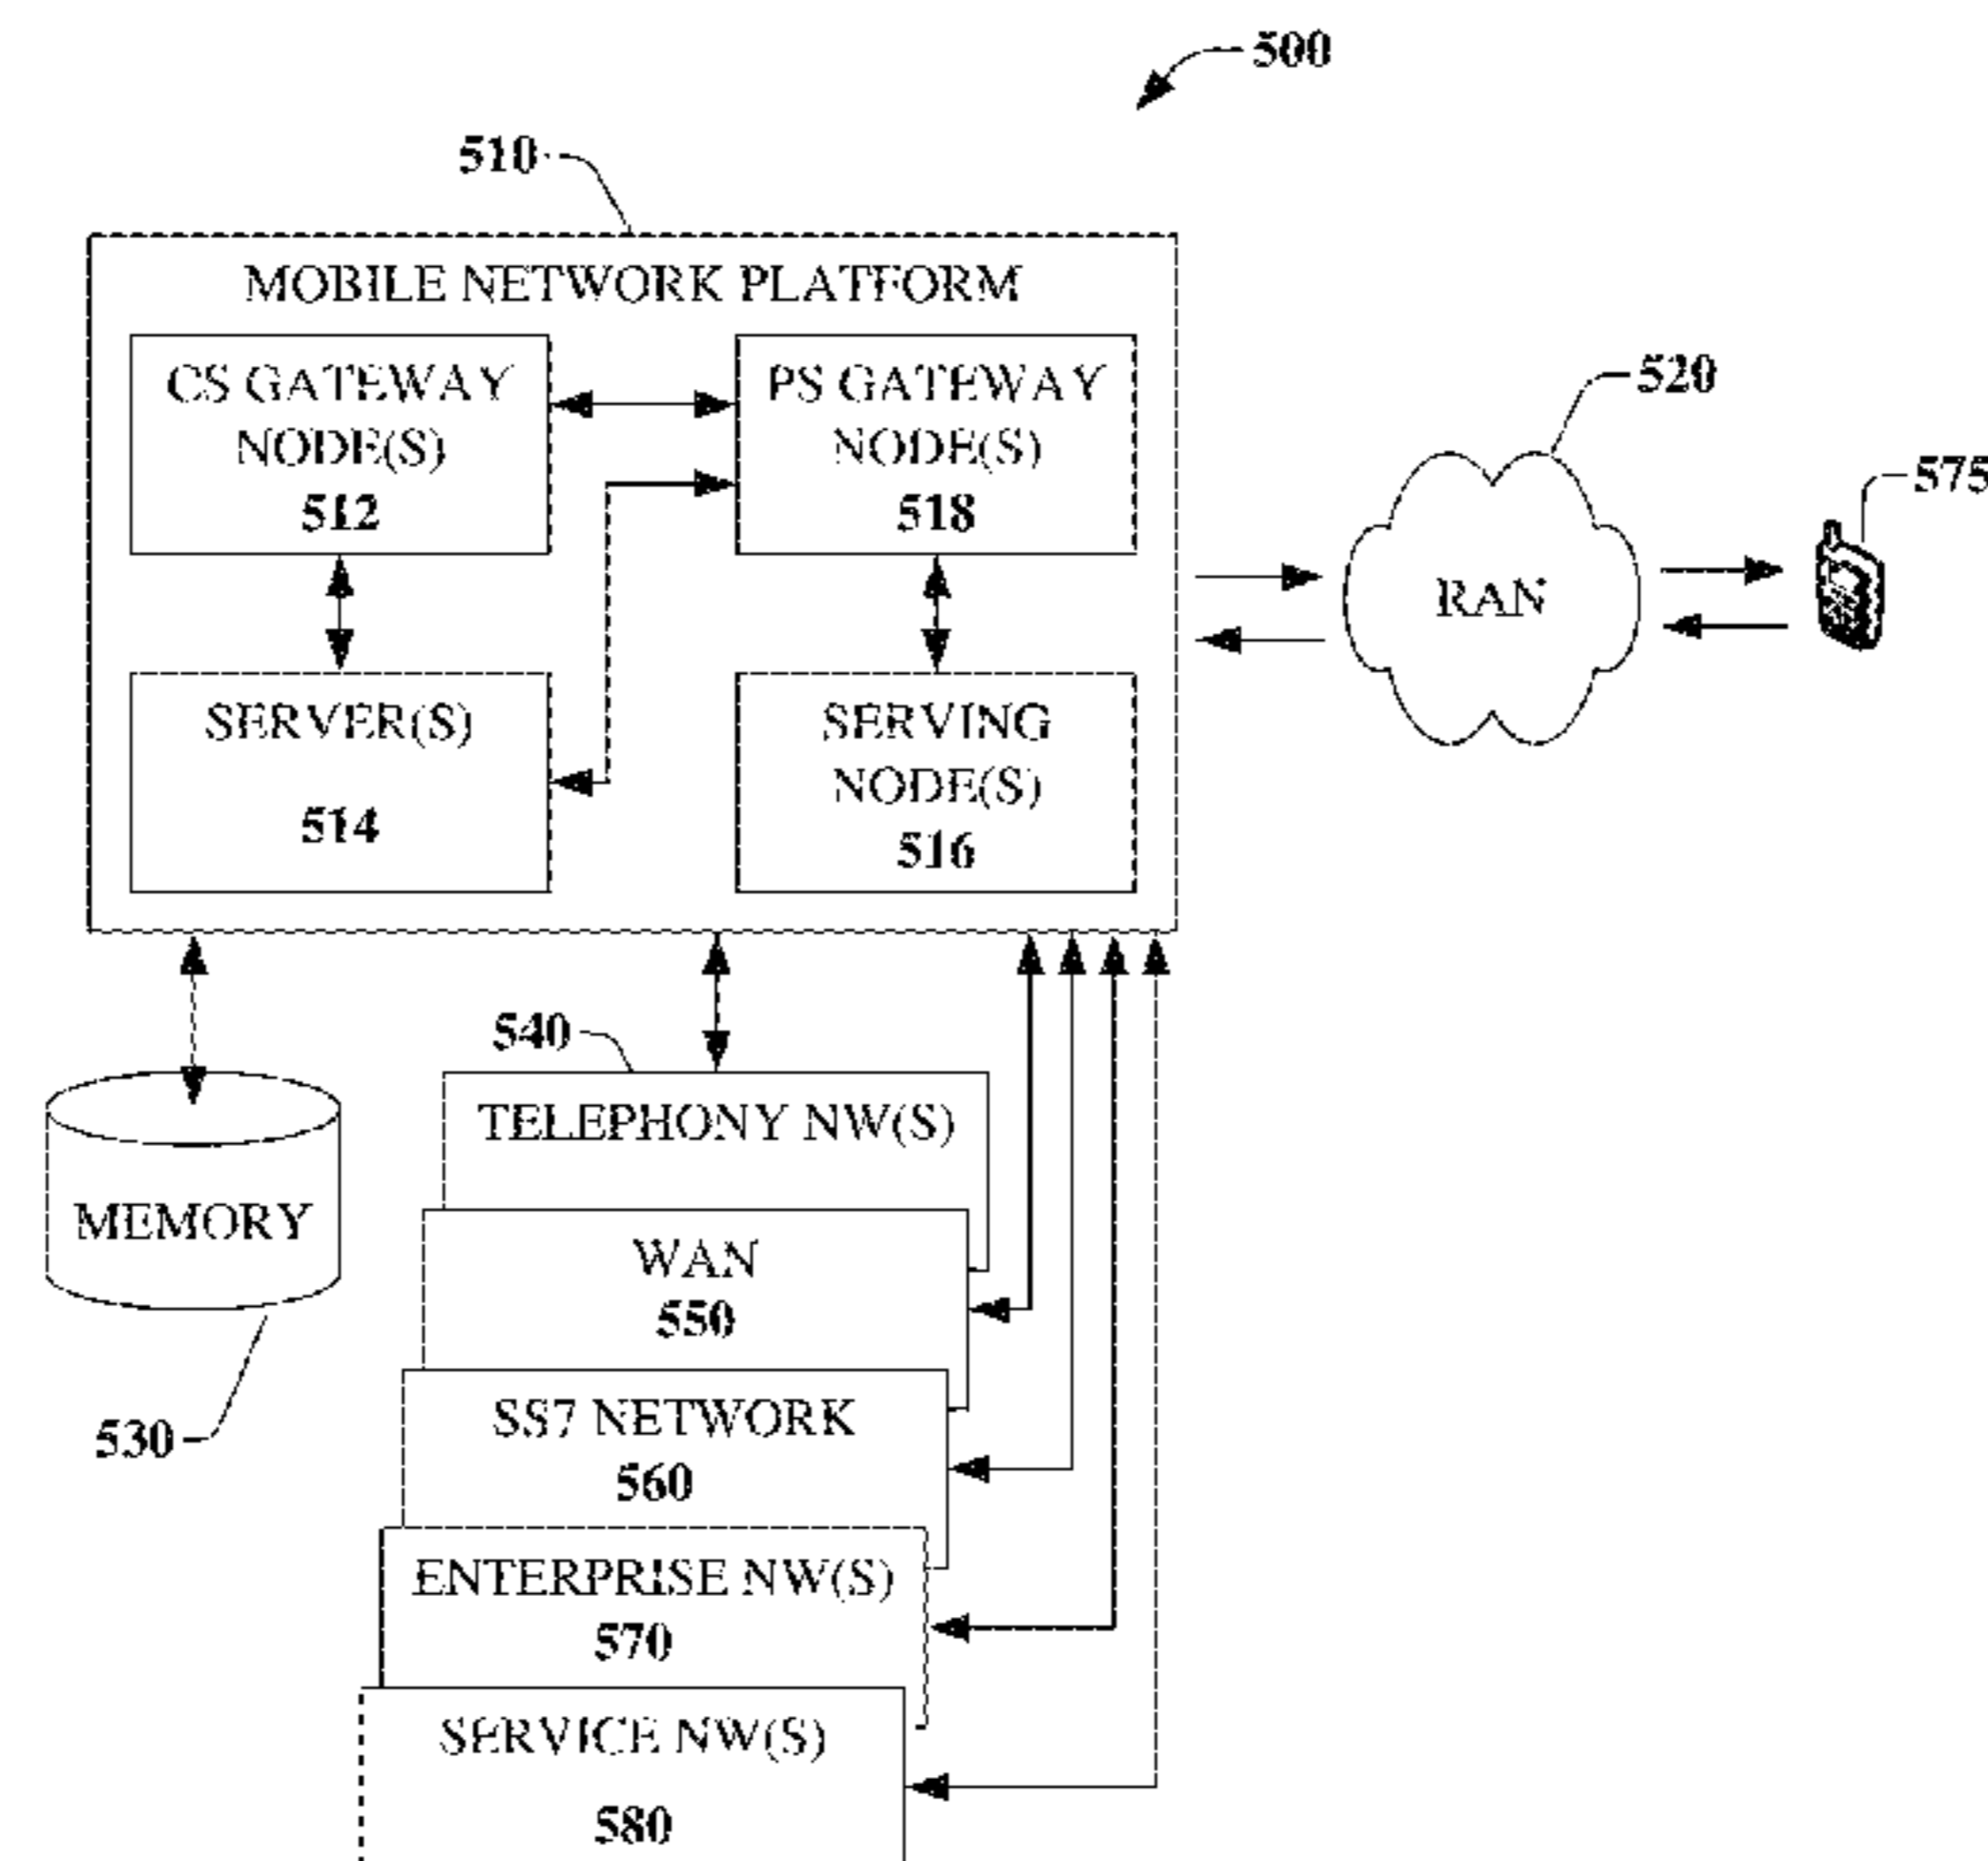 500
510
MOBILE NETWORK PLATFORM
CS GATEWAY
NODE(S)
512
PS GATEWAY
NODE(S)
518
520
575
RAN
SERVER(S)
514
SERVING
NODE(S)
516
540
TELEPHONY NW(S)
MEMORY
530
WAN
550
SS7 NETWORK
560
ENTERPRISE NW(S)
570
SERVICE NW(S)
580